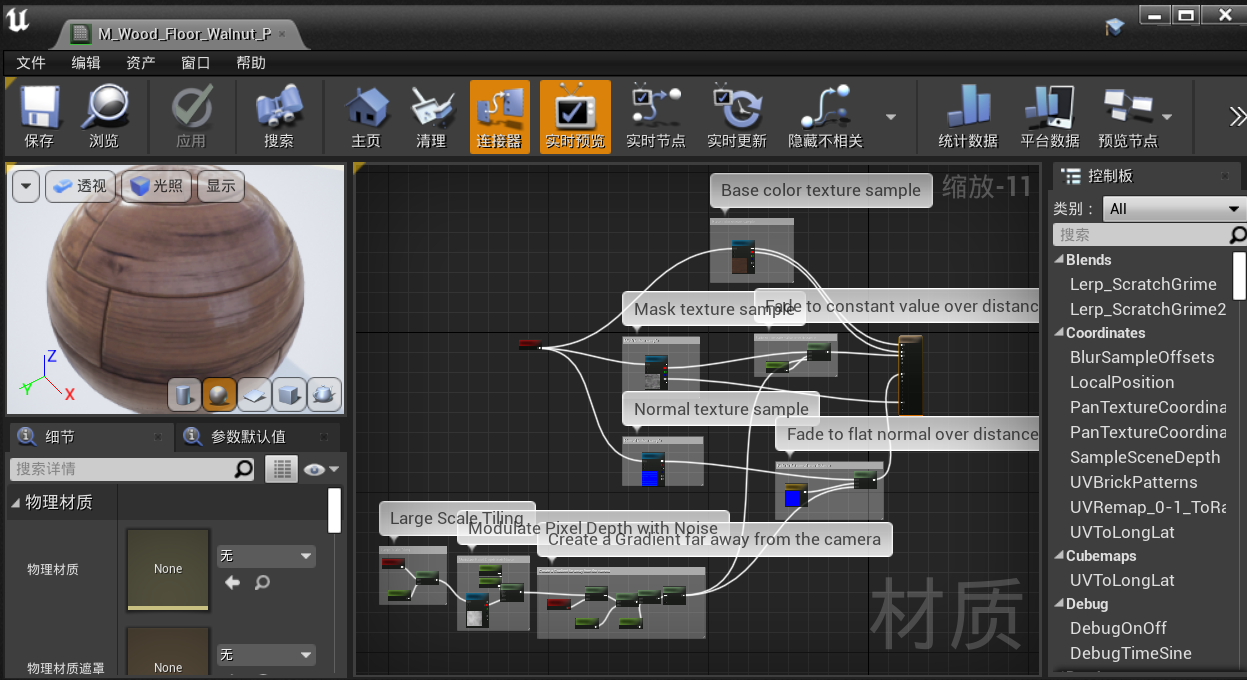 M_Wood_Floor_Walnut_P
文件 编辑 资产 窗口 帮助
保存 浏览 应用 搜索 主页 清理 连接器 实时预览 实时节点 实时更新 隐藏不相关 统计数据 平台数据 预览节点
透视 光照 显示
Z
Y
X
细节 参数默认值
搜索详情
物理材质
物理材质
None
无
物理材质遮罩
None
无
缩放-11
Base color texture sample
Mask texture sample
Fade to constant value over distanc
Normal texture sample
Fade to flat normal over distance
Large Scale Tiling
Modulate Pixel Depth with Noise
Create a Gradient far away from the camera
材质
控制板
类别： All
搜索
Blends
Lerp_ScratchGrime
Lerp_ScratchGrime2
Coordinates
BlurSampleOffsets
LocalPosition
PanTextureCoordina
PanTextureCoordina
SampleSceneDepth
UVBrickPatterns
UVRemap_0-1_ToRa
UVToLongLat
Cubemaps
UVToLongLat
Debug
DebugOnOff
DebugTimeSine